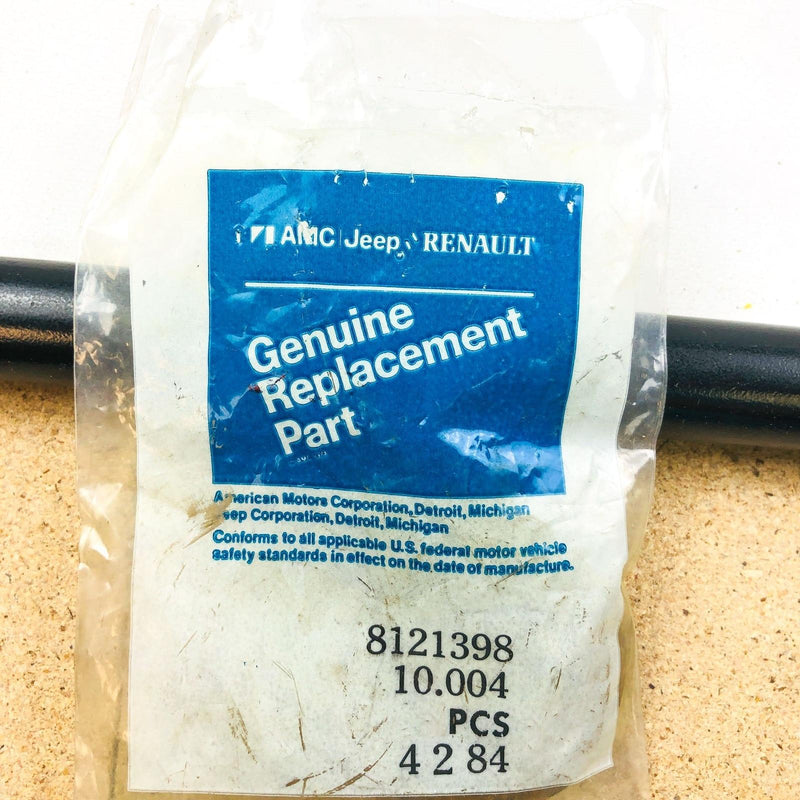 AMC Jeep RENAULT
Genuine
Replacement
Part
American Motors Corporation, Detroit, Michigan
Jeep Corporation, Detroit, Michigan
Conforms to all applicable U.S. federal motor vehicle
safety standards in effect on the date of manufacture.
8121398
10.004
PCS
4 2 84